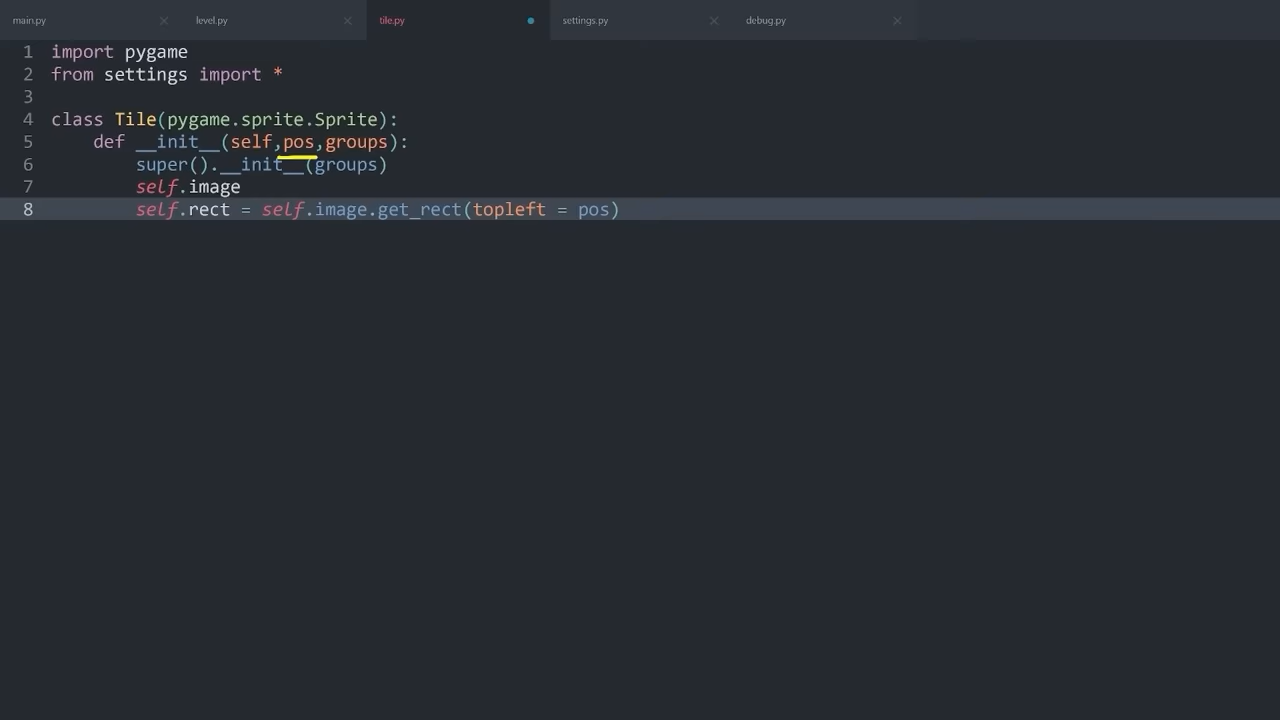 main.py
level.py
tile.py
settings.py
debug.py
1 import pygame
2 from settings import *
3
4 class Tile(pygame.sprite.Sprite):
5 def __init__(self,pos,groups):
6 super().__init__(groups)
7 self.image
8 self.rect = self.image.get_rect(topleft = pos)